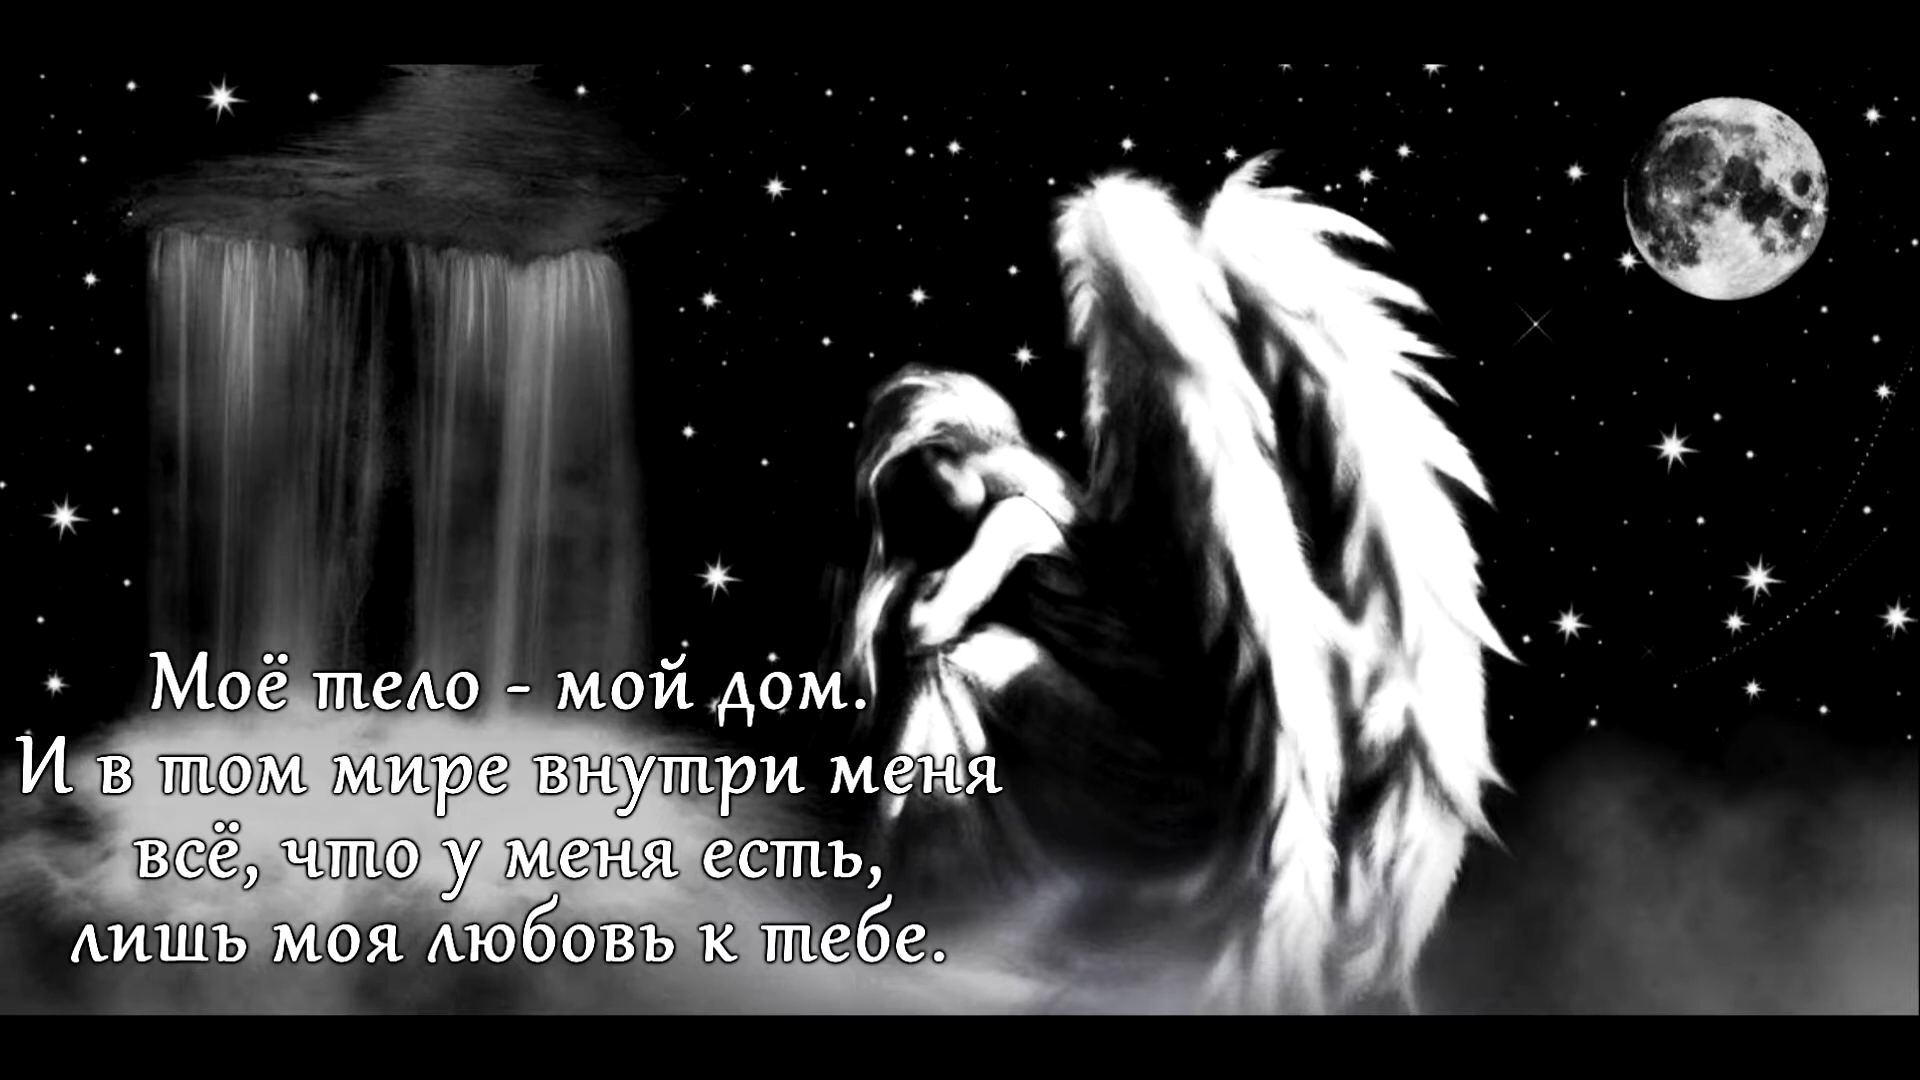 Моё тело - мой дом.
И в том мире внутри меня
всё, что у меня есть,
лишь моя любовь к тебе.